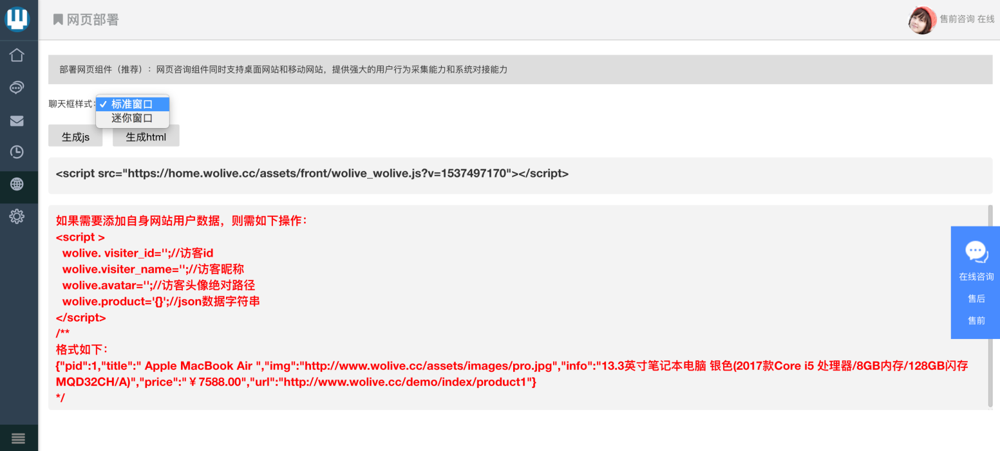 网页部署
售前咨询 在线
部署网页组件（推荐）：网页咨询组件同时支持桌面网站和移动网站，提供强大的用户行为采集能力和系统对接能力
聊天框样式：
✓ 标准窗口
迷你窗口
生成js 生成html
<script src="https://home.wolive.cc/assets/front/wolive_wolive.js?v=1537497170"></script>
如果需要添加自身网站用户数据，则需如下操作：
<script >
wolive. visiter_id='';//访客id
wolive.visiter_name='';//访客昵称
wolive.avatar='';//访客头像绝对路径
wolive.product='{}';//json数据字符串
</script>
/**
格式如下：
{"pid":1,"title":" Apple MacBook Air ","img":"http://www.wolive.cc/assets/images/pro.jpg","info":"13.3英寸笔记本电脑 银色(2017款Core i5 处理器/8GB内存/128GB闪存
MQD32CH/A)","price":"￥7588.00","url":"http://www.wolive.cc/demo/index/product1"}
*/
在线咨询
售后
售前